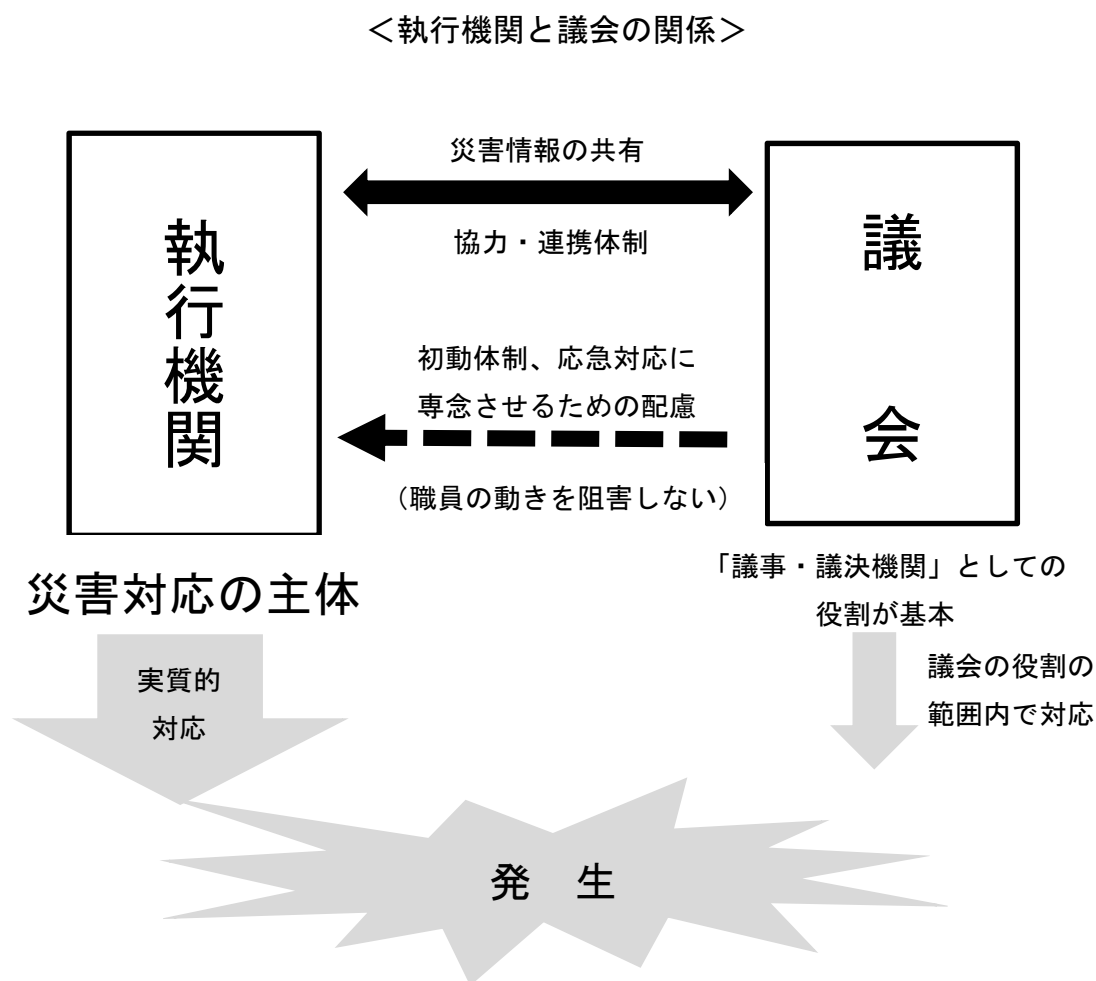 ＜執行機関と議会の関係＞
災害情報の共有
協力・連携体制
執行機関
議会
初動体制、応急対応に
専念させるための配慮
（職員の動きを阻害しない）
災害対応の主体
「議事・議決機関」としての
役割が基本
実質的
対応
議会の役割の
範囲内で対応
発　生